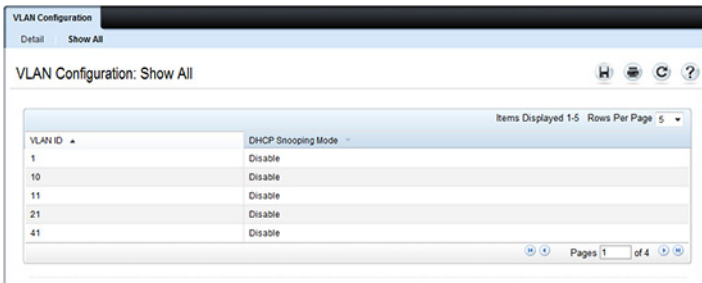 VLAN Configuration
Detail Show All
VLAN Configuration: Show All
Items Displayed 1-5 Rows Per Page 5
VLAN ID DHCP Snooping Mode
1 Disable
10 Disable
11 Disable
21 Disable
41 Disable
Pages 1 of 4